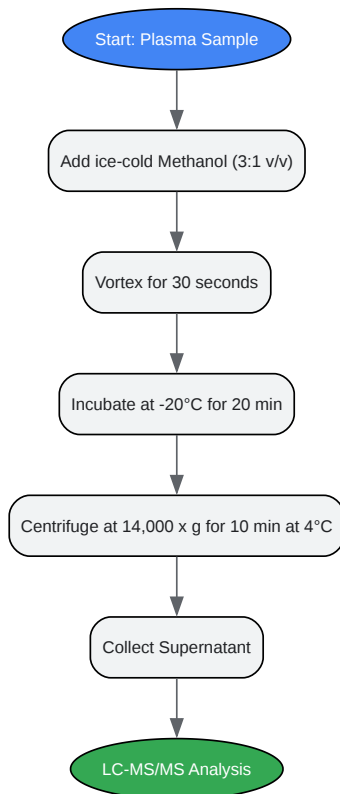 Start: Plasma Sample
Add ice-cold Methanol (3:1 v/v)
Vortex for 30 seconds
Incubate at -20°C for 20 min
Centrifuge at 14,000 x g for 10 min at 4°C
Collect Supernatant
LC-MS/MS Analysis